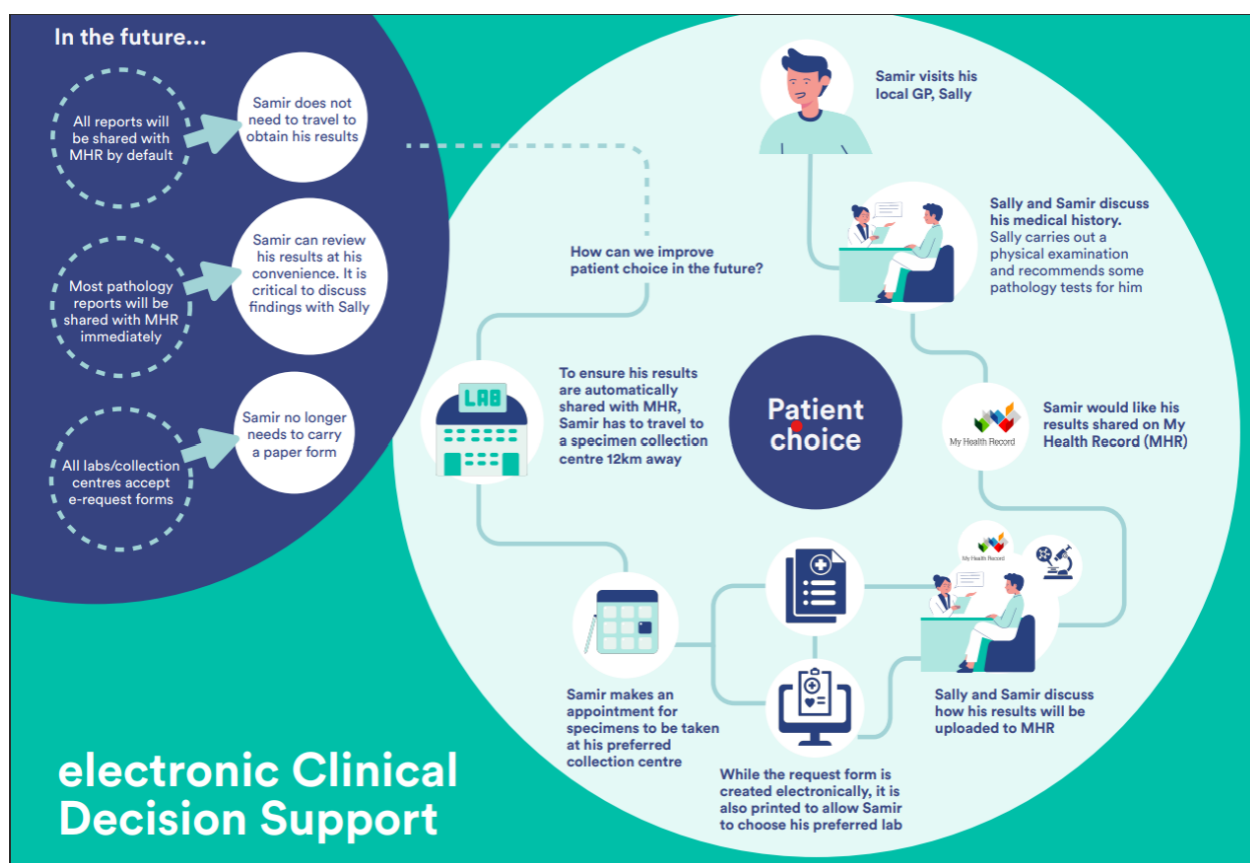 In the future...
All reports will
be shared with
MHR by default
Samir does not
need to travel to
obtain his results
Most pathology
reports will be
shared with MHR
immediately
Samir can review
his results at his
convenience. It is
critical to discuss
findings with Sally
All labs/collection
centres accept
e-request forms
Samir no longer
needs to carry
a paper form
Samir visits his
local GP, Sally
Sally and Samir discuss
his medical history.
Sally carries out a
physical examination
and recommends some
pathology tests for him
My Health Record
Samir would like his
results shared on My
Health Record (MHR)
My Health Record
Sally and Samir discuss
how his results will be
uploaded to MHR
While the request form is
created electronically, it is
also printed to allow Samir
to choose his preferred lab
Samir makes an
appointment for
specimens to be taken
at his preferred
collection centre
LAB
To ensure his results
are automatically
shared with MHR,
Samir has to travel to
a specimen collection
centre 12km away
How can we improve
patient choice in the future?
Patient
choice
electronic Clinical
Decision Support